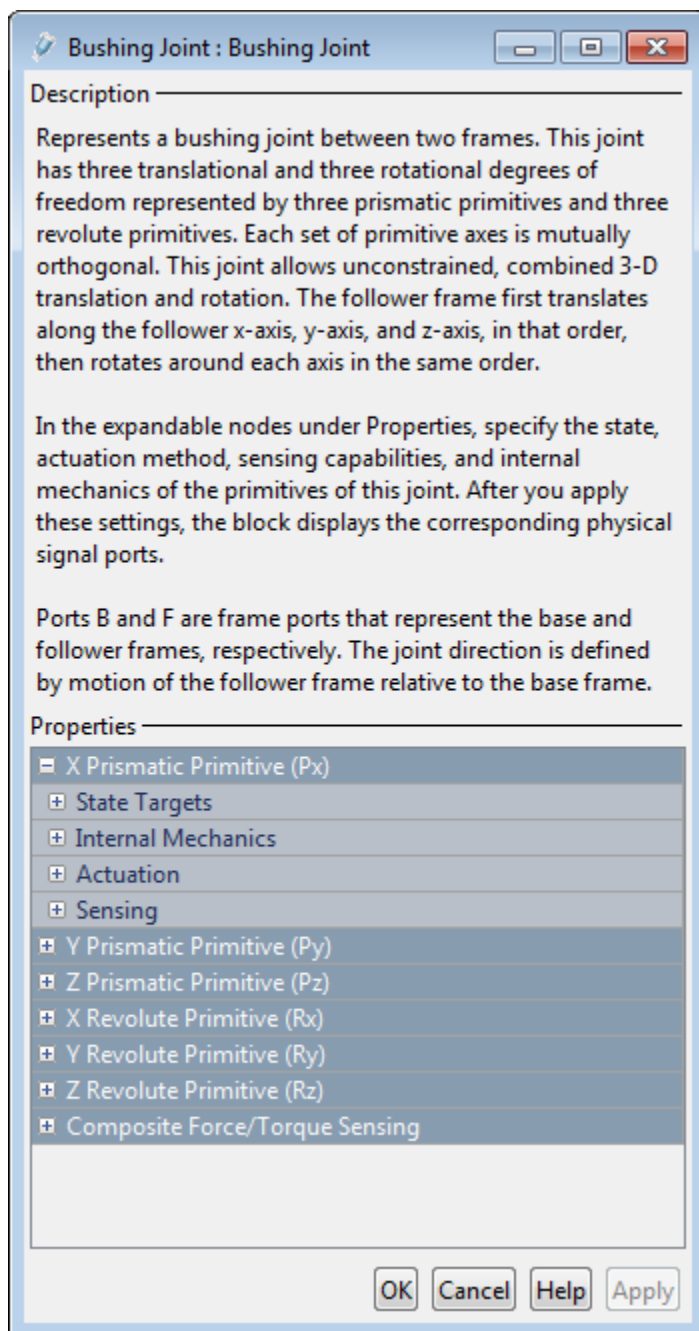 Bushing Joint : Bushing Joint
Description
Represents a bushing joint between two frames. This joint
has three translational and three rotational degrees of
freedom represented by three prismatic primitives and three
revolute primitives. Each set of primitive axes is mutually
orthogonal. This joint allows unconstrained, combined 3-D
translation and rotation. The follower frame first translates
along the follower x-axis, y-axis, and z-axis, in that order,
then rotates around each axis in the same order.
In the expandable nodes under Properties, specify the state,
actuation method, sensing capabilities, and internal
mechanics of the primitives of this joint. After you apply
these settings, the block displays the corresponding physical
signal ports.
Ports B and F are frame ports that represent the base and
follower frames, respectively. The joint direction is defined
by motion of the follower frame relative to the base frame.
Properties
X Prismatic Primitive (Px)
State Targets
Internal Mechanics
Actuation
Sensing
Y Prismatic Primitive (Py)
Z Prismatic Primitive (Pz)
X Revolute Primitive (Rx)
Y Revolute Primitive (Ry)
Z Revolute Primitive (Rz)
Composite Force/Torque Sensing
OK Cancel Help Apply